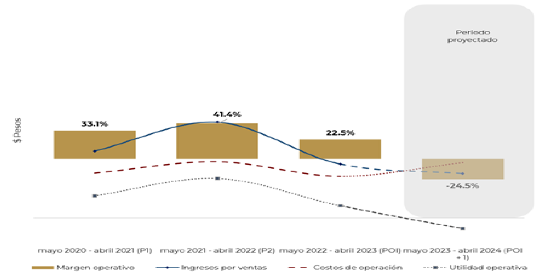 Periodo
proyectado
41.4%
33.1%
22.5%
-24.5%
$ Pesos
mayo 2020 - abril 2021 (P1) mayo 2021 - abril 2022 (P2) mayo 2022 - abril 2023 (POI) mayo 2023 - abril 2024 (POI
+1)
Margen operativo Ingresos por ventas Costos de operación Utilidad operativa